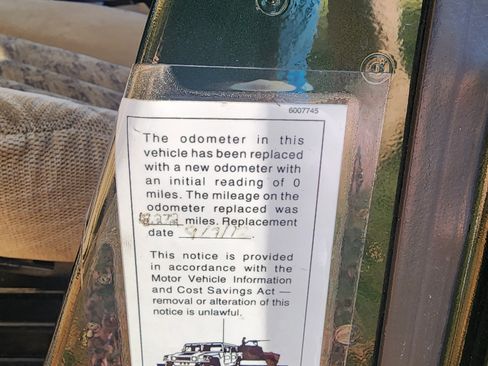 6007745
The odometer in this
vehicle has been replaced
with a new odometer with
an initial reading of 0
miles. The mileage on the
odometer replaced was
miles. Replacement
date
This notice is provided
in accordance with the
Motor Vehicle Information
and Cost Savings Act —
removal or alteration of this
notice is unlawful.